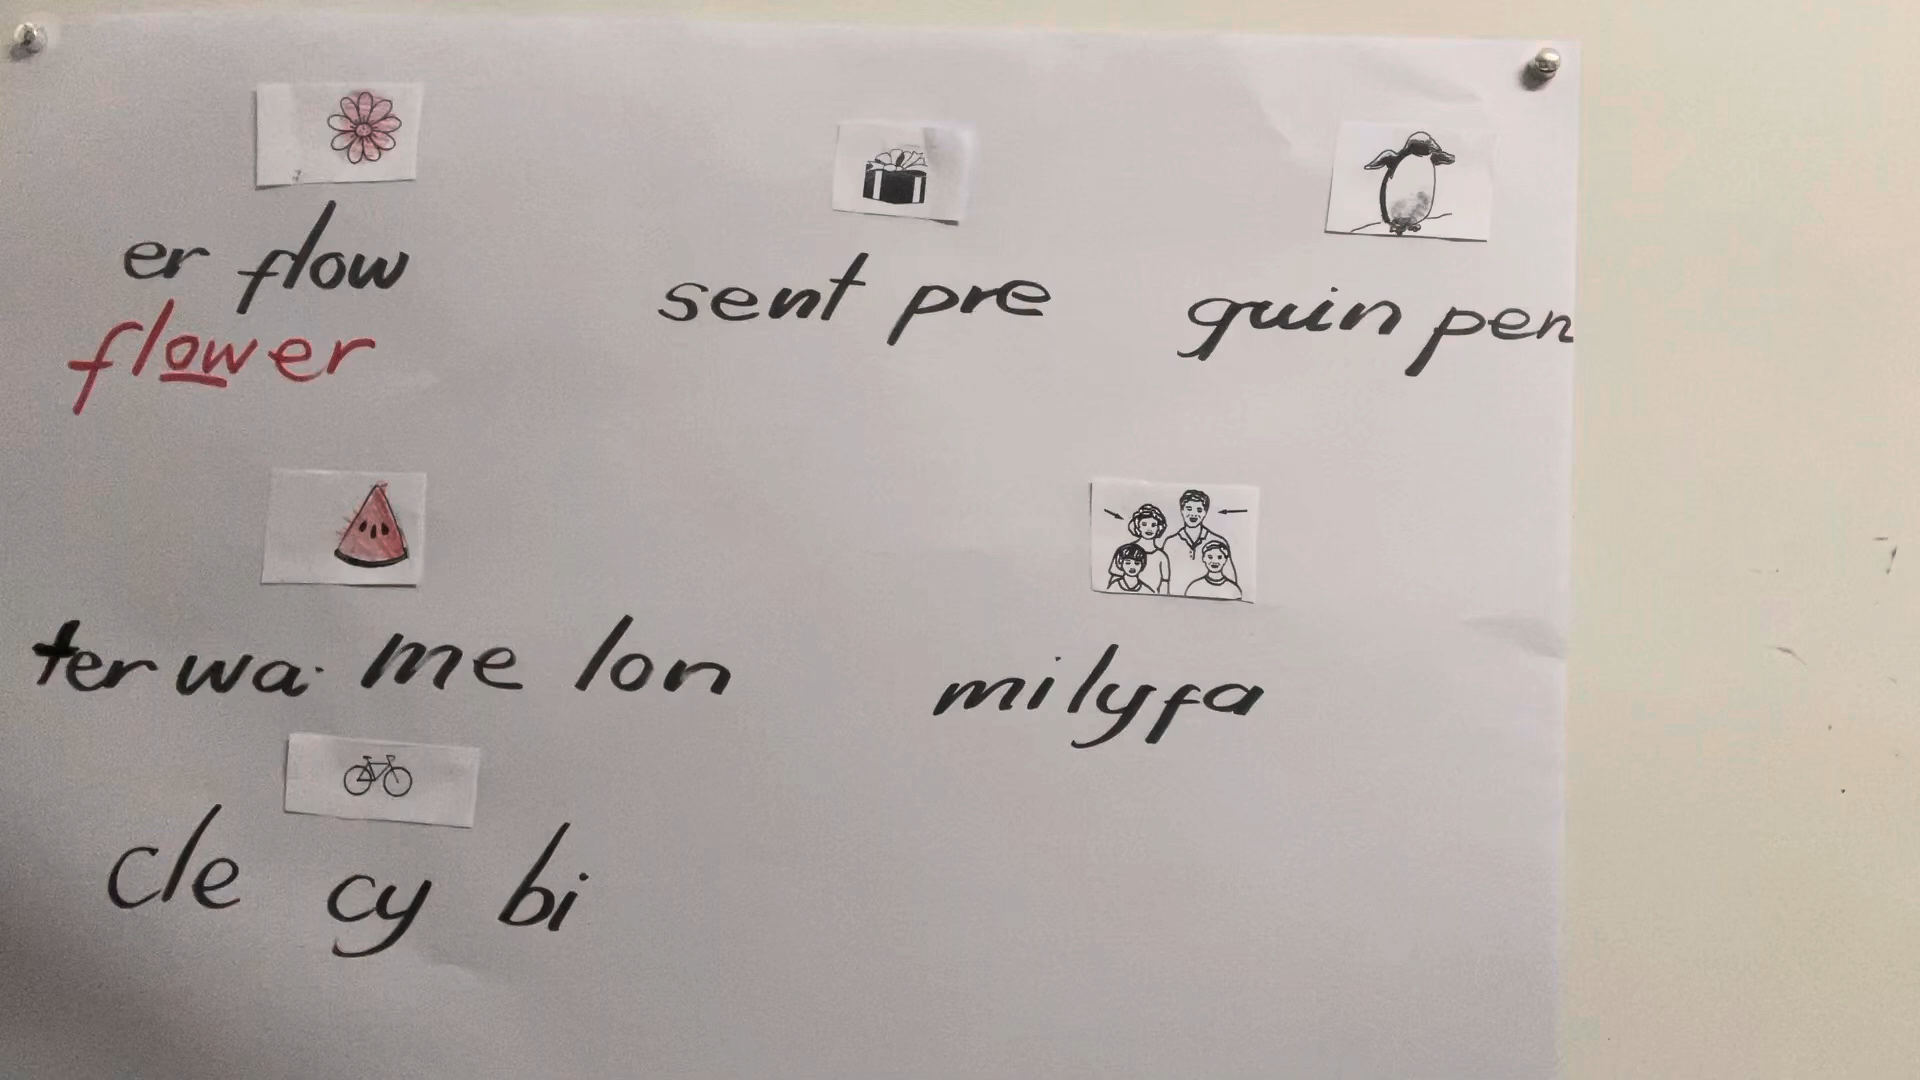 er flow
flower
sent pre
guin pen
ter wa. me lon
milyfa
cle cy bi